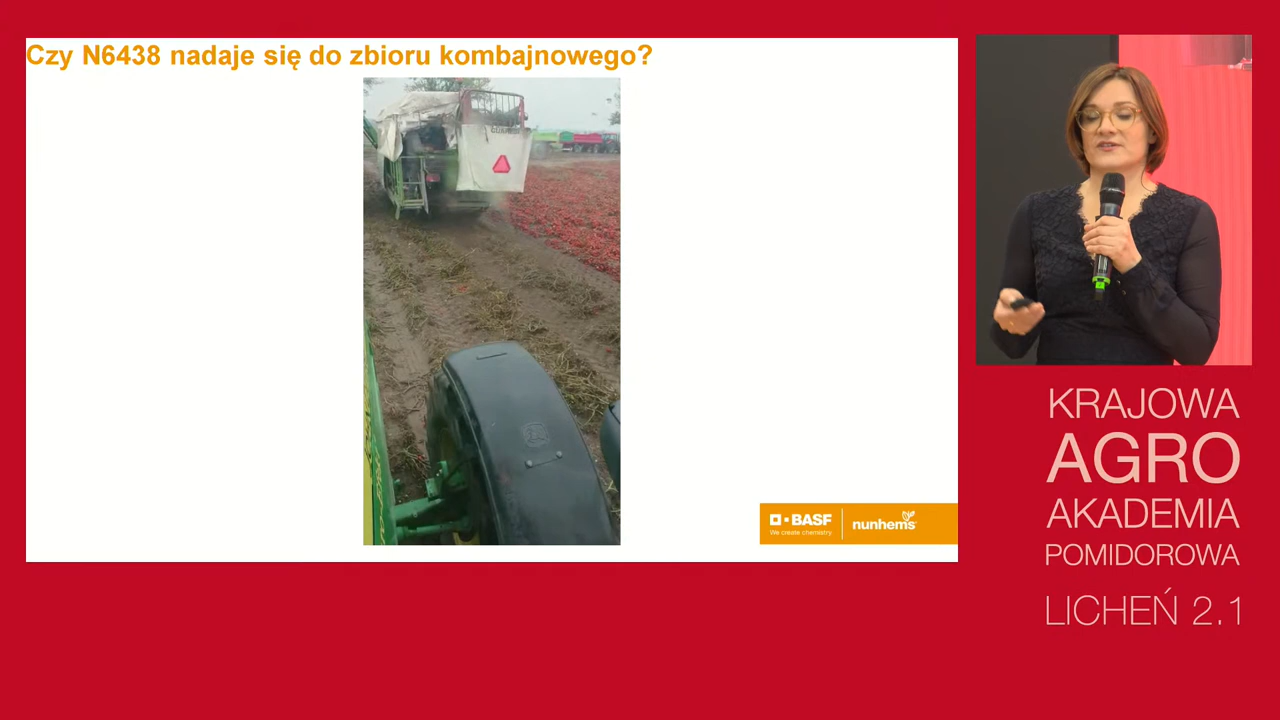 Czy N6438 nadaje się do zbioru kombajnowego?
BASF
We create chemistry
nunhems
KRAJOWA
AGRO
AKADEMIA
POMIDOROWA
LICHEŃ 2.1